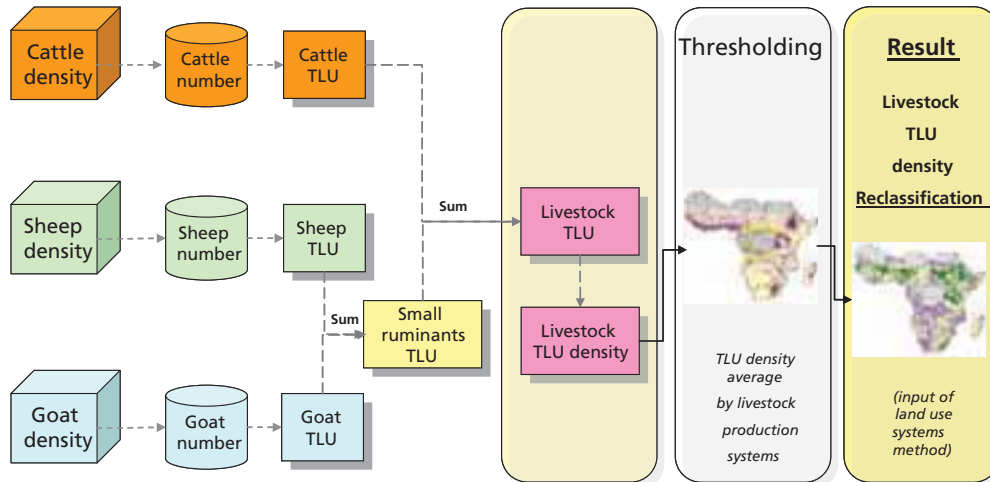 Cattle
density
Cattle
number
Cattle
TLU
Sheep
density
Sheep
number
Sheep
TLU
Goat
density
Goat
number
Goat
TLU
Sum
Small
ruminants
TLU
Sum
Livestock
TLU
Livestock
TLU density
Thresholding
TLU density
average
by livestock
production
systems
Result
Livestock
TLU
density
Reclassification
(input of
land use
systems
method)